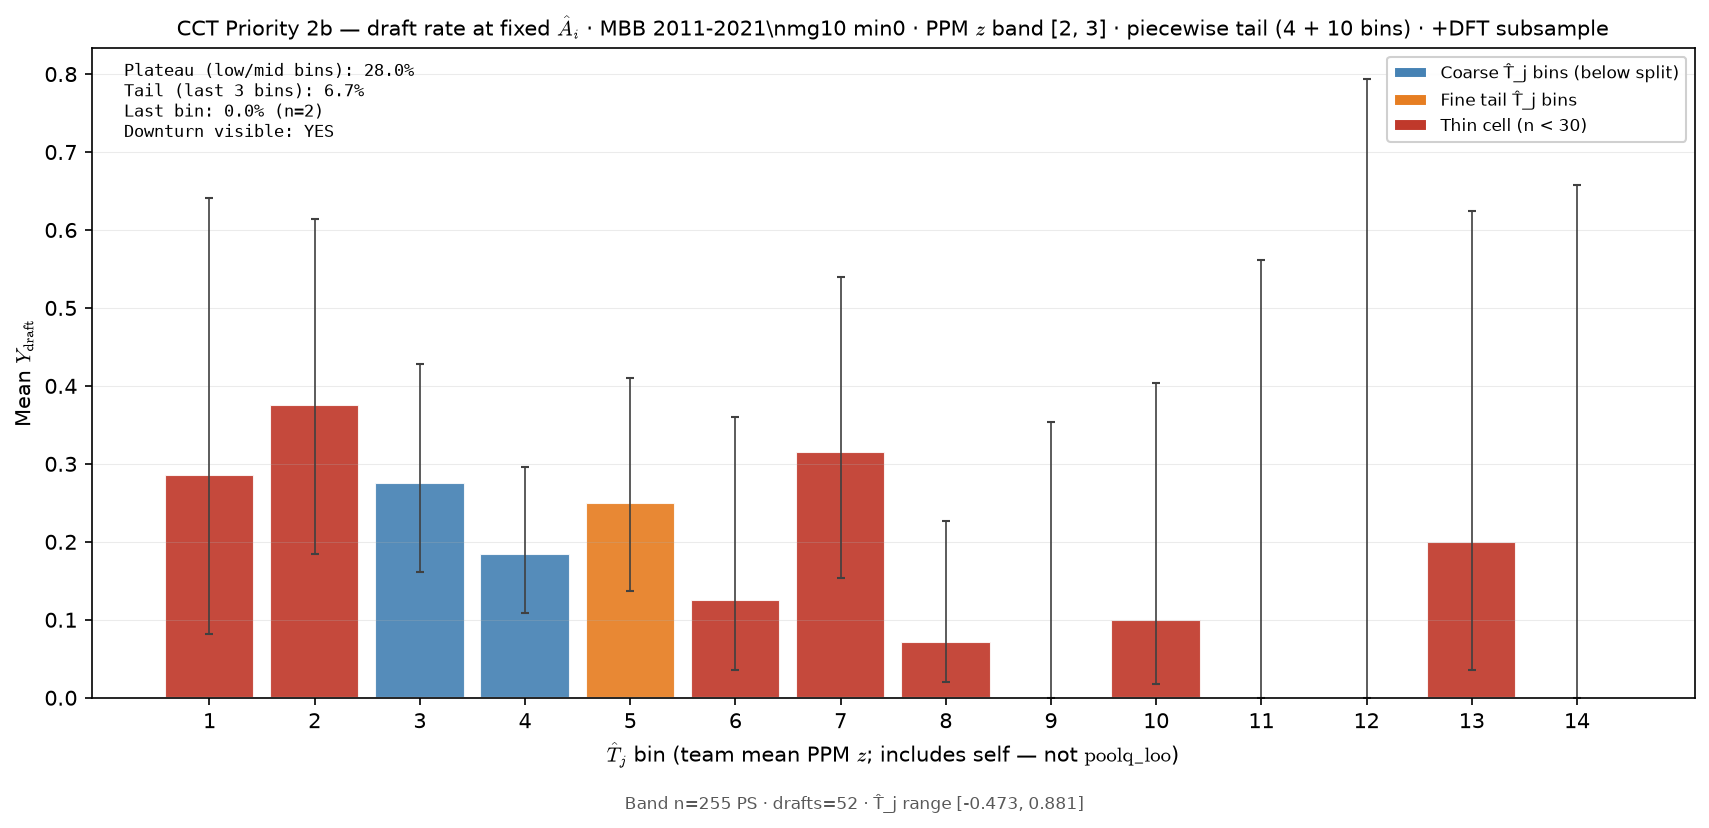 CCT Priority 2b — draft rate at fixed Âᵢ · MBB 2011-2021\nmg10 min0 · PPM z band [2, 3] · piecewise tail (4 + 10 bins) · +DFT subsample
Plateau (low/mid bins): 28.0%
Tail (last 3 bins): 6.7%
Last bin: 0.0% (n=2)
Downturn visible: YES
Coarse T̂_j bins (below split)
Fine tail T̂_j bins
Thin cell (n < 30)
Mean Y_draft
0.8
0.7
0.6
0.5
0.4
0.3
0.2
0.1
0.0
1 2 3 4 5 6 7 8 9 10 11 12 13 14
T̂ⱼ bin (team mean PPM z; includes self — not poolq_loo)
Band n=255 PS · drafts=52 · T̂_j range [-0.473, 0.881]